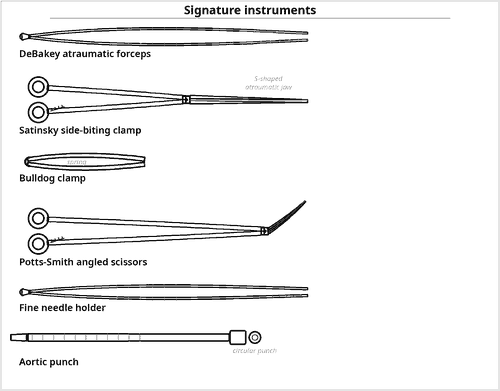 Signature instruments
DeBakey atraumatic forceps
S-shaped
atraumatic jaw
Satinsky side-biting clamp
spring
Bulldog clamp
Potts-Smith angled scissors
Fine needle holder
circular punch
Aortic punch